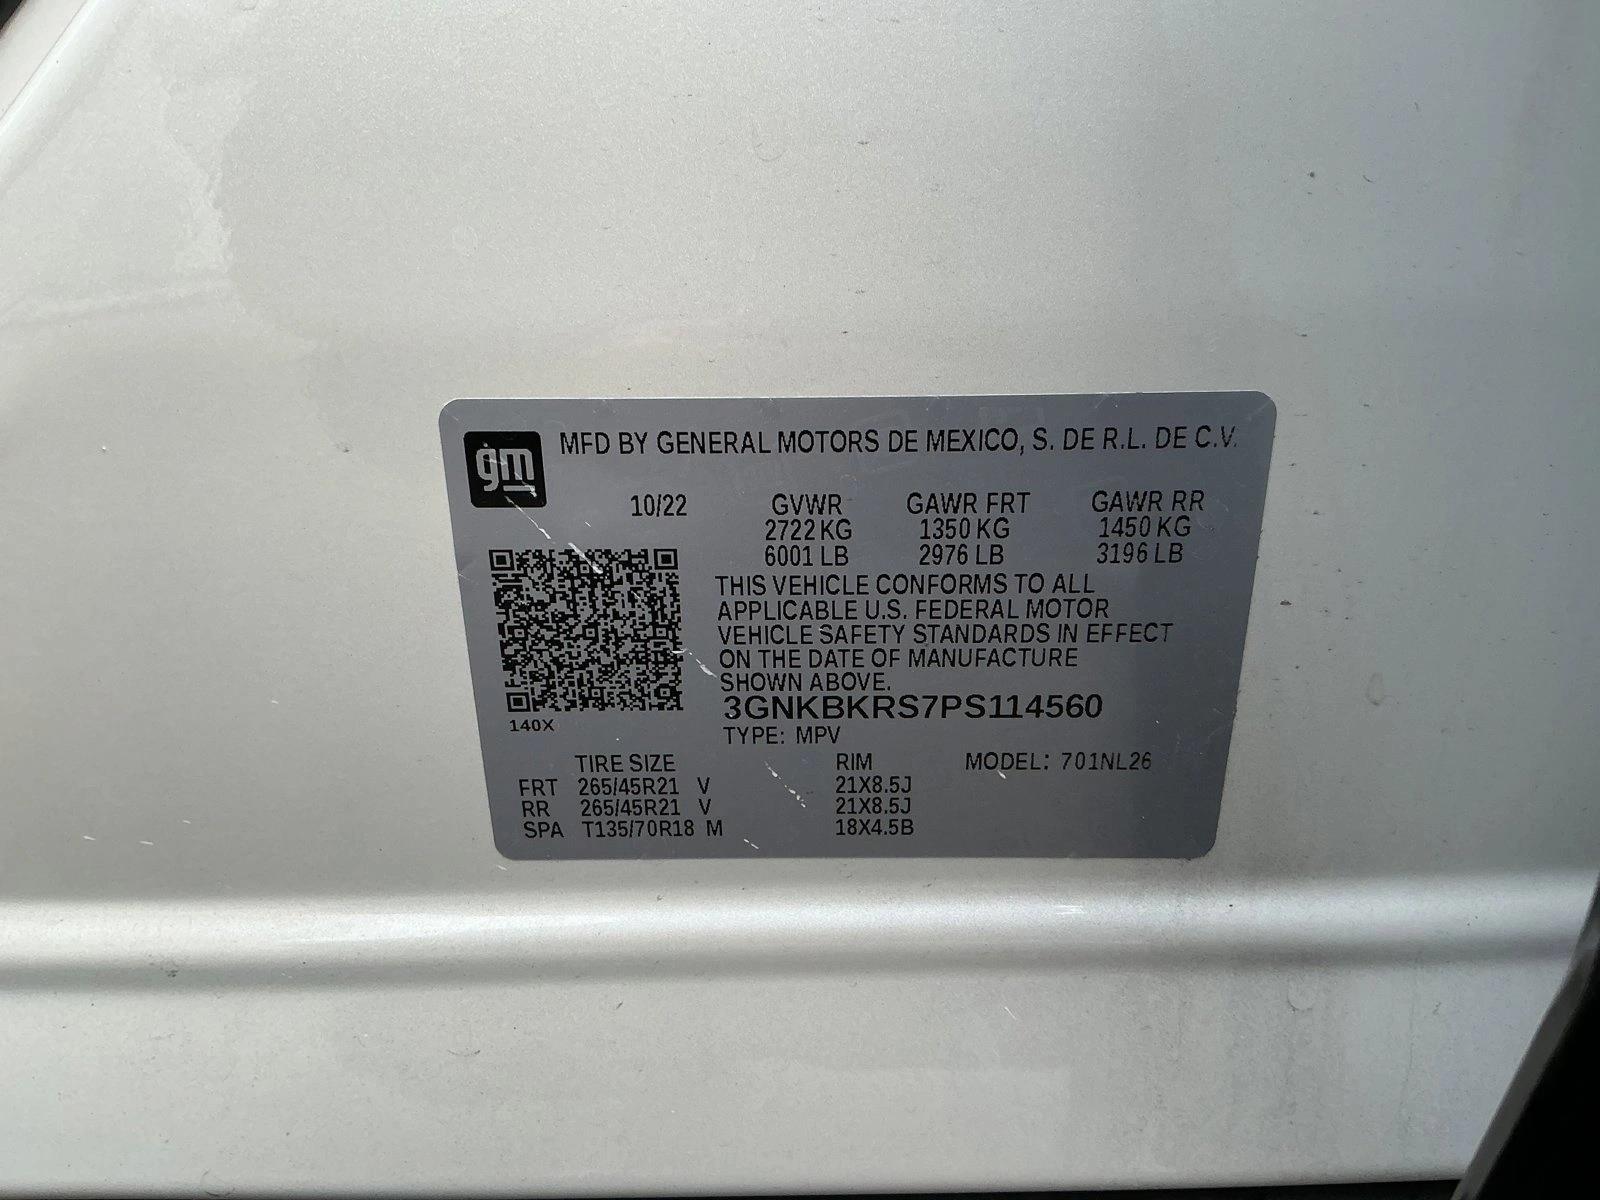 gm MFD BY GENERAL MOTORS DE MEXICO, S. DE R.L. DE C.V.
10/22 GVWR GAWR FRT GAWR RR
2722 KG 1350 KG 1450 KG
6001 LB 2976 LB 3196 LB
THIS VEHICLE CONFORMS TO ALL
APPLICABLE U.S. FEDERAL MOTOR
VEHICLE SAFETY STANDARDS IN EFFECT
ON THE DATE OF MANUFACTURE
SHOWN ABOVE.
3GNKBKRS7PS114560
140X
TYPE: MPV
TIRE SIZE RIM MODEL: 701NL26
FRT 265/45R21 V 21X8.5J
RR 265/45R21 V 21X8.5J
SPA T135/70R18 M 18X4.5B